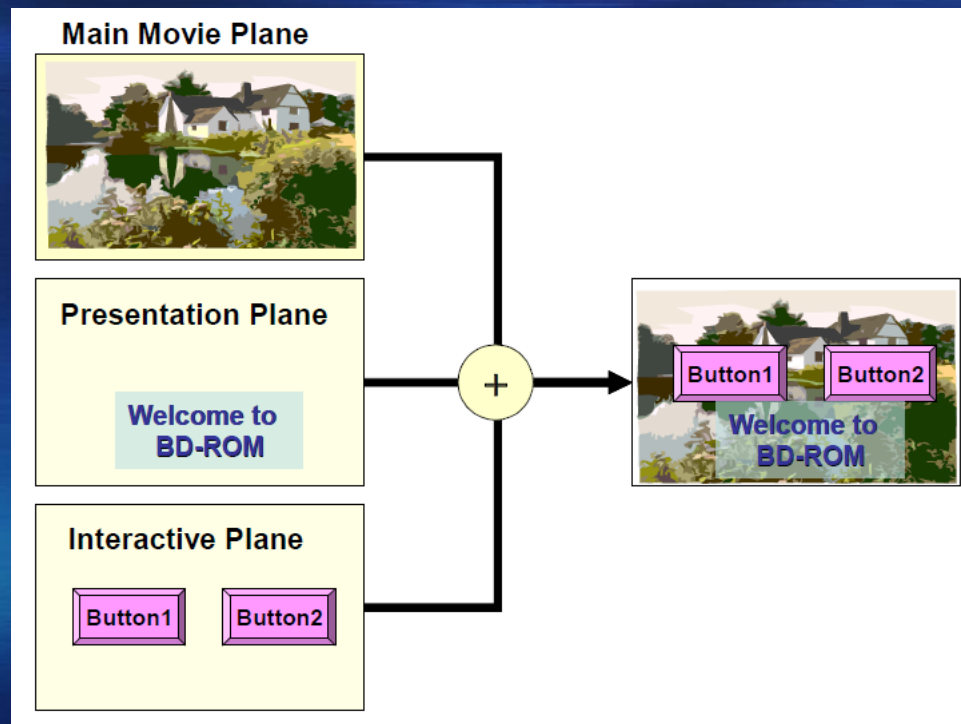 Main Movie Plane
Presentation Plane
Welcome to
BD-ROM
Interactive Plane
Button1 Button2
+
Button1 Button2
Welcome to
BD-ROM